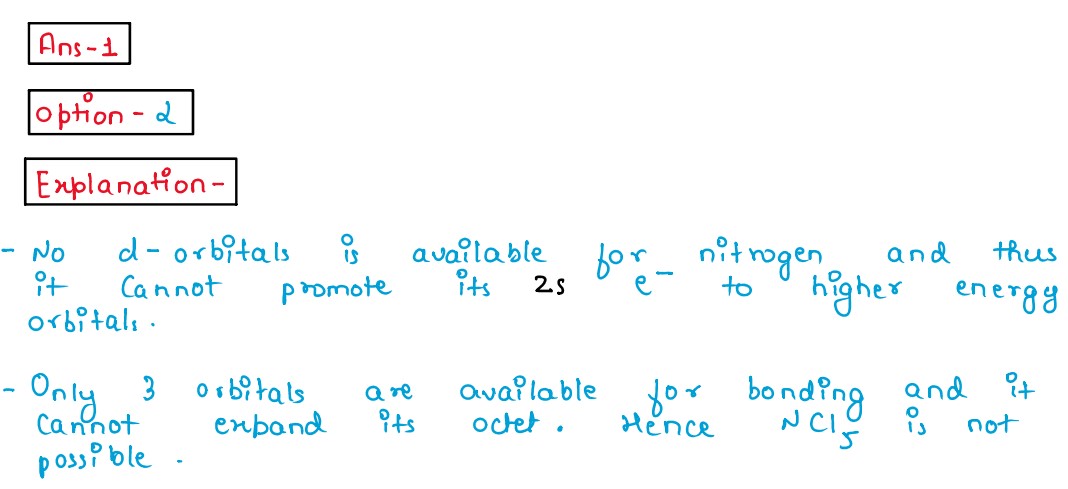 Ans-1
Option - 2
Explanation-
- No d-orbitals is available for nitrogen and thus
it cannot promote its 2s e⁻ to higher energy
orbitals.
- Only 3 orbitals are available for bonding and it
cannot expand its octet. Hence NCl₅ is not
possible.